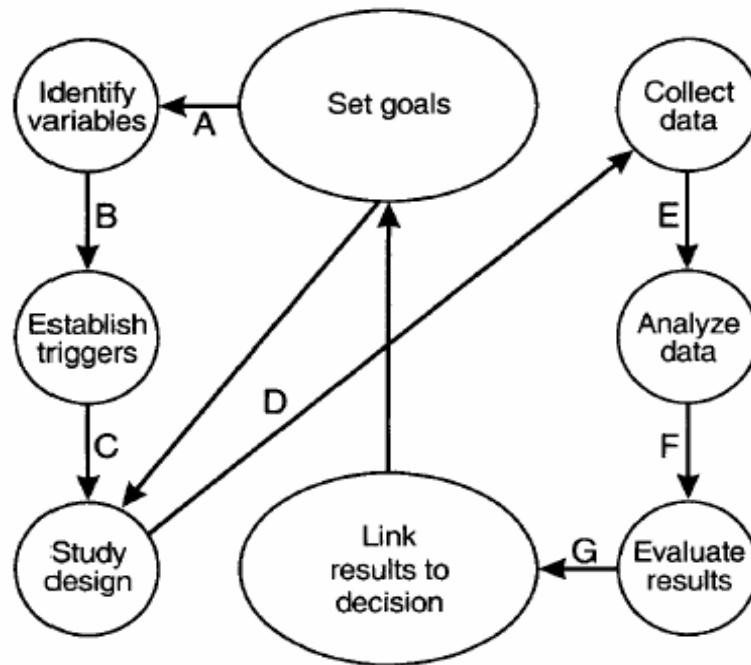 Identify
variables
A
Set goals
Collect
data
B
E
Establish
triggers
Analyze
data
C
D
F
Study
design
Link
results to
decision
G
Evaluate
results